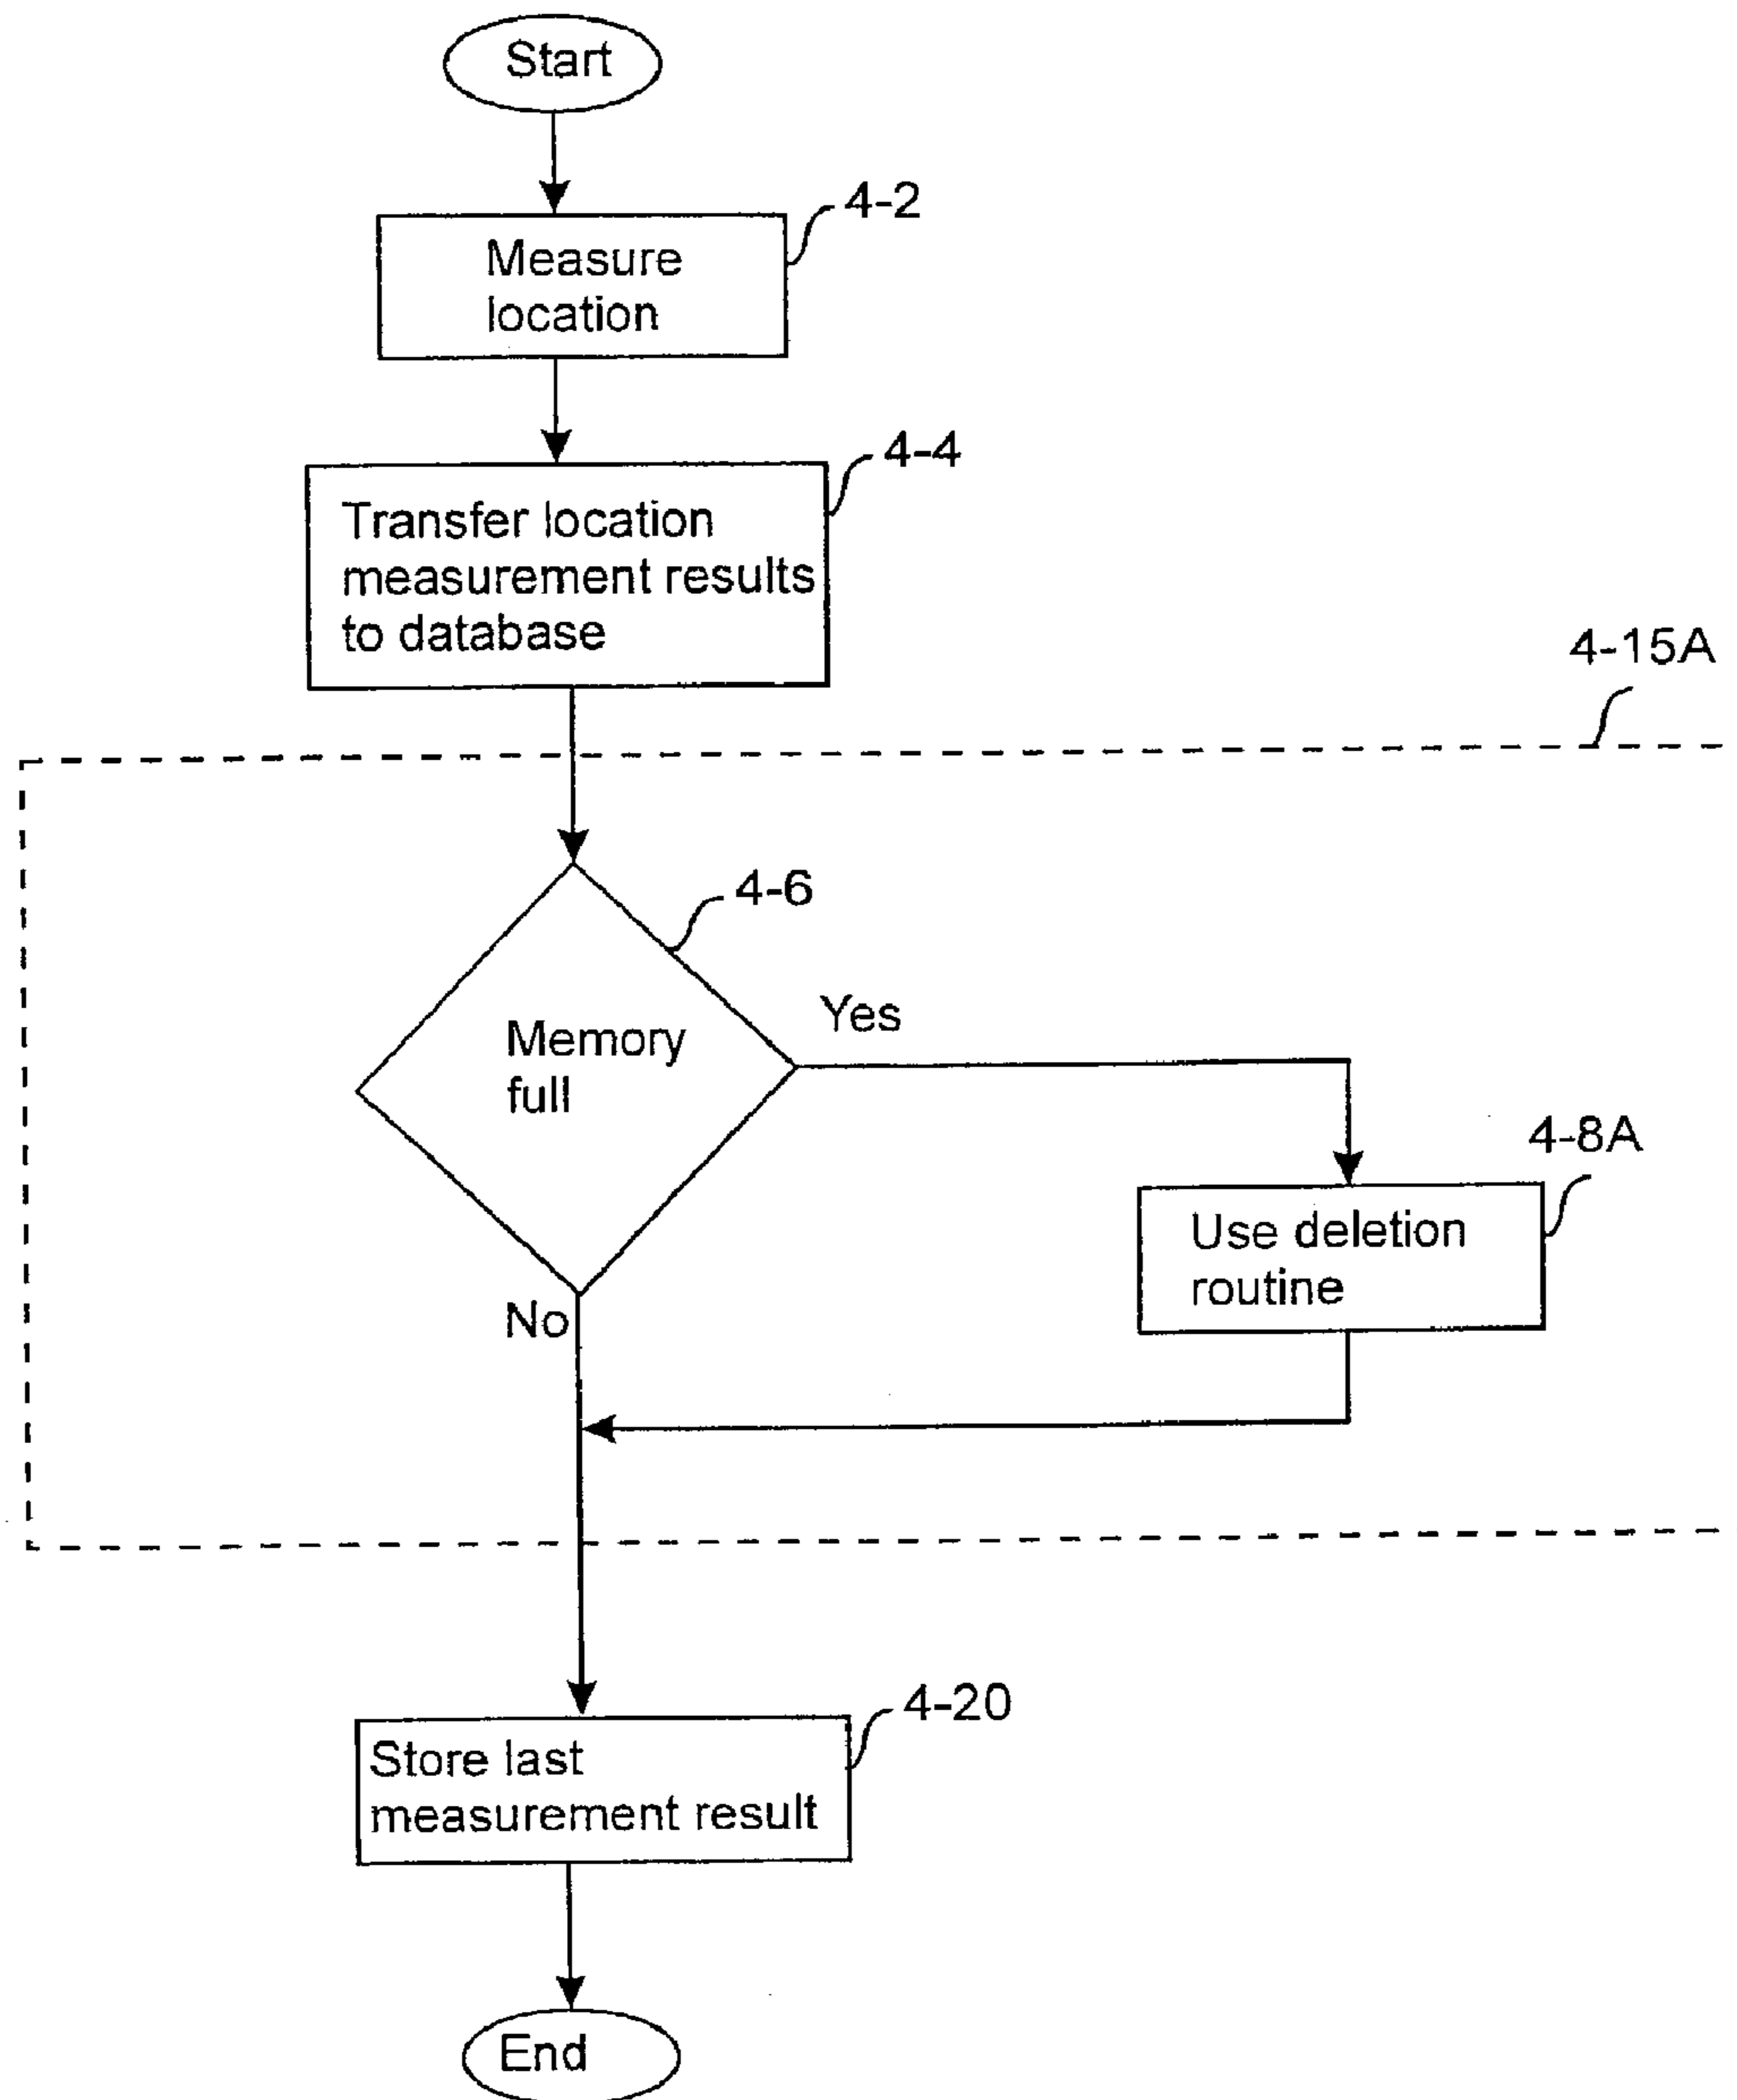 Start
4-2
Measure
location
4-4
Transfer location
measurement results
to database
4-15A
4-6
Memory
full
Yes
4-8A
Use deletion
routine
No
4-20
Store last
measurement result
End